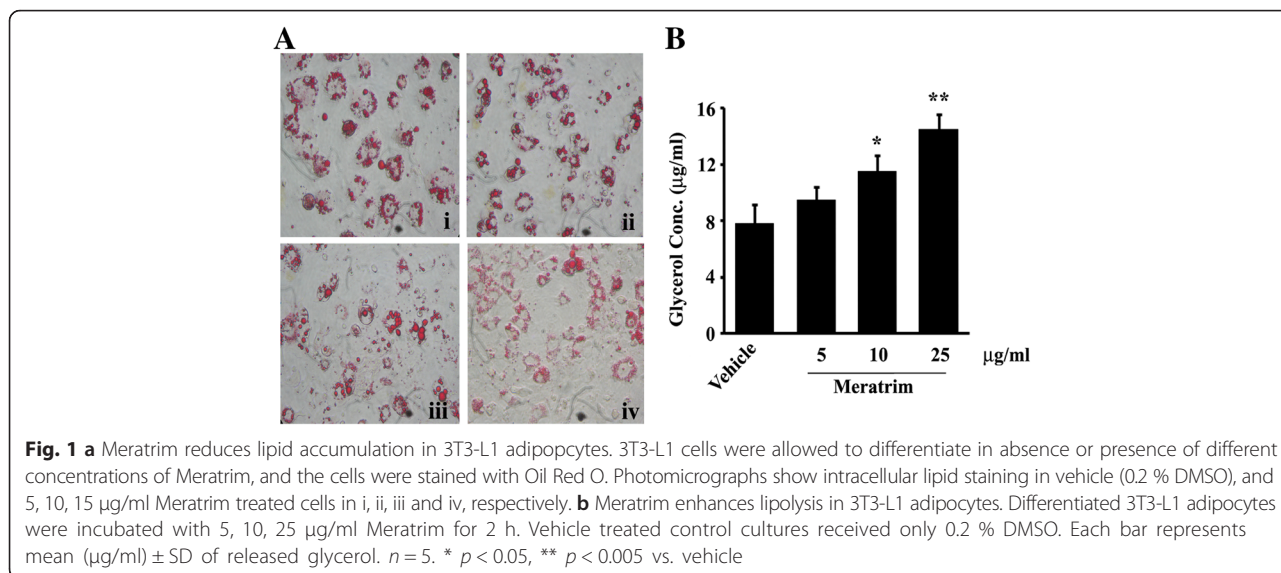 A
i
ii
iii
iv
B
Glycerol Conc. (µg/ml)
16
12
8
4
0
*
**
Vehicle
5 10 25 µg/ml
Meratrim
Fig. 1 a Meratrim reduces lipid accumulation in 3T3-L1 adipopcytes. 3T3-L1 cells were allowed to differentiate in absence or presence of different
concentrations of Meratrim, and the cells were stained with Oil Red O. Photomicrographs show intracellular lipid staining in vehicle (0.2 % DMSO), and
5, 10, 15 µg/ml Meratrim treated cells in i, ii, iii and iv, respectively. b Meratrim enhances lipolysis in 3T3-L1 adipocytes. Differentiated 3T3-L1 adipocytes
were incubated with 5, 10, 25 µg/ml Meratrim for 2 h. Vehicle treated control cultures received only 0.2 % DMSO. Each bar represents
mean (µg/ml) ± SD of released glycerol. n = 5. * p < 0.05, ** p < 0.005 vs. vehicle